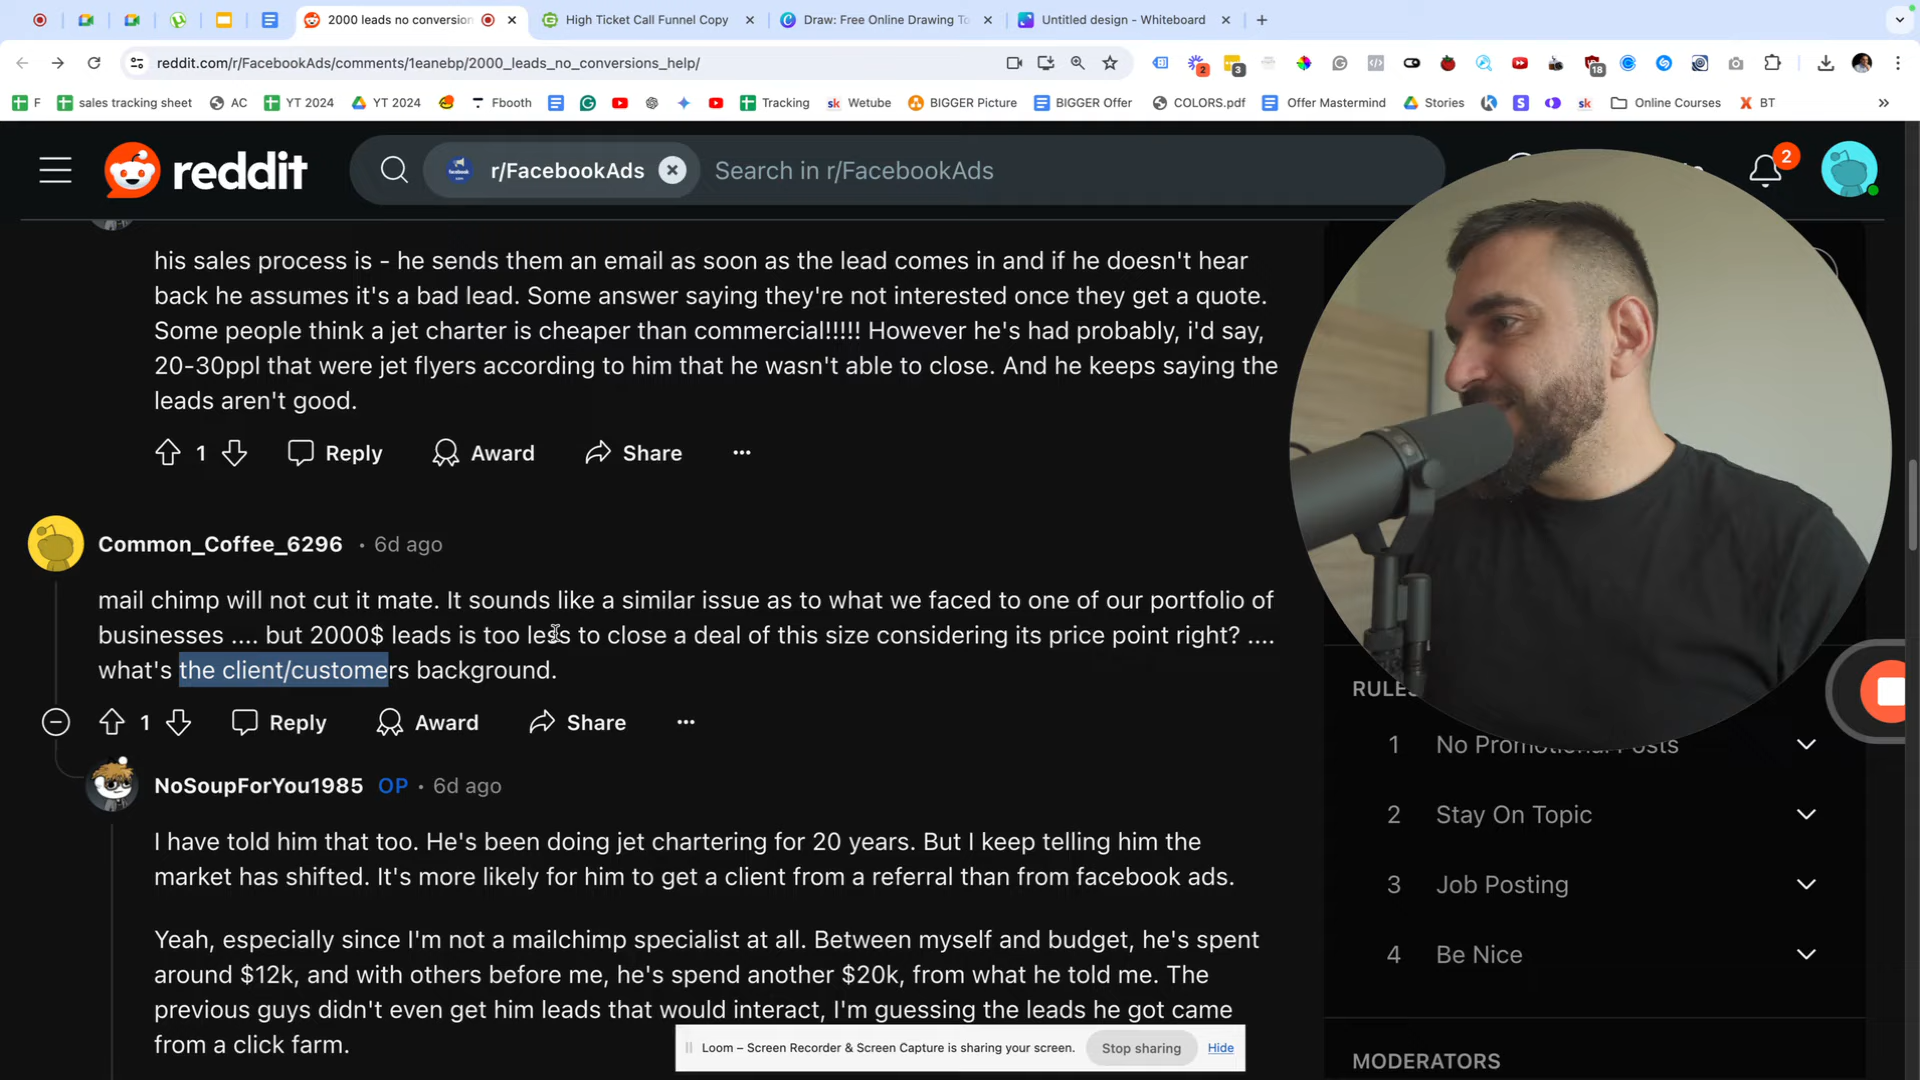 2000 leads no conversion
High Ticket Call Funnel Copy
Draw: Free Online Drawing To
Untitled design - Whiteboard
reddit.com/r/FacebookAds/comments/1eanebp/2000_leads_no_conversions_help/
2
3
18
F
sales tracking sheet
AC
YT 2024
YT 2024
Fbooth
Tracking
sk Wetube
BIGGER Picture
BIGGER Offer
COLORS.pdf
Offer Mastermind
Stories
sk
Online Courses
BT
reddit
r/FacebookAds
Search in r/FacebookAds
2
his sales process is - he sends them an email as soon as the lead comes in and if he doesn't hear
back he assumes it's a bad lead. Some answer saying they're not interested once they get a quote.
Some people think a jet charter is cheaper than commercial!!!!! However he's had probably, i'd say,
20-30ppl that were jet flyers according to him that he wasn't able to close. And he keeps saying the
leads aren't good.
1 Reply Award Share ...
Common_Coffee_6296 • 6d ago
mail chimp will not cut it mate. It sounds like a similar issue as to what we faced to one of our portfolio of
businesses .... but 2000$ leads is too less to close a deal of this size considering its price point right? ....
what's the client/customers background.
1 Reply Award Share ...
NoSoupForYou1985 OP • 6d ago
I have told him that too. He's been doing jet chartering for 20 years. But I keep telling him the
market has shifted. It's more likely for him to get a client from a referral than from facebook ads.
Yeah, especially since I'm not a mailchimp specialist at all. Between myself and budget, he's spent
around $12k, and with others before me, he's spend another $20k, from what he told me. The
previous guys didn't even get him leads that would interact, I'm guessing the leads he got came
from a click farm.
RULES
1 No Promotional Posts
2 Stay On Topic
3 Job Posting
4 Be Nice
MODERATORS
Loom – Screen Recorder & Screen Capture is sharing your screen.
Stop sharing
Hide